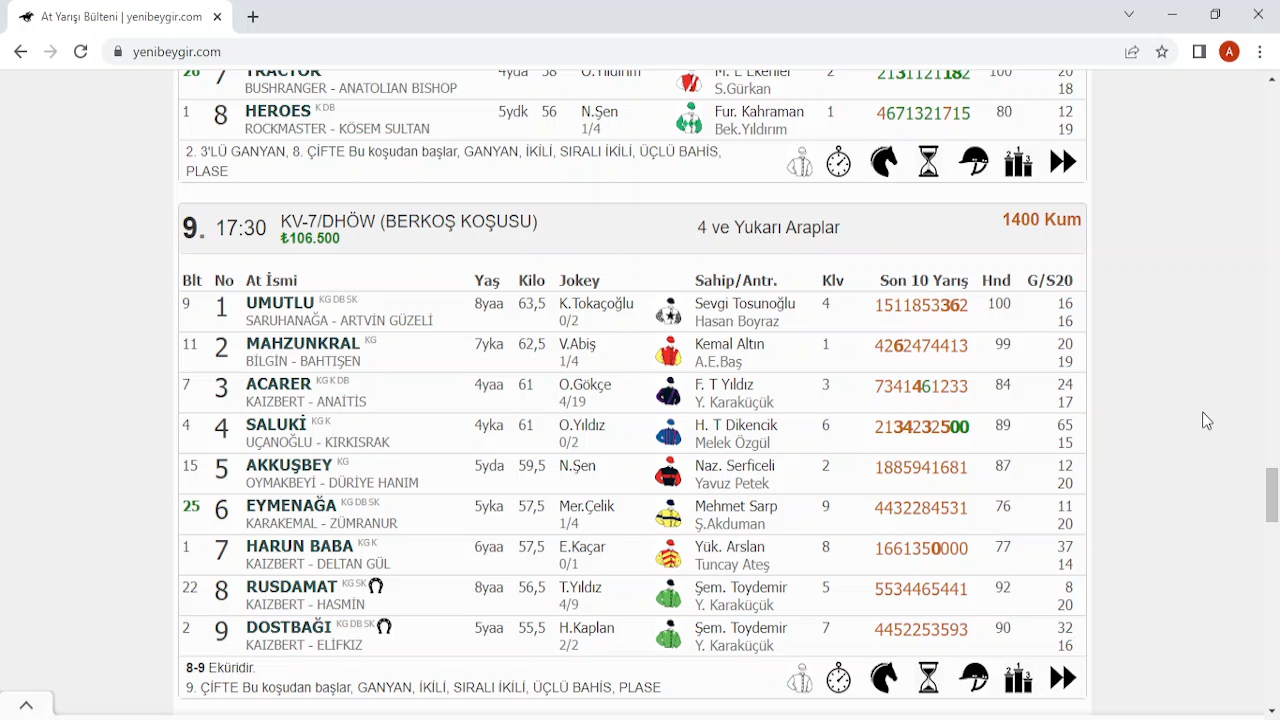 At Yarışı Bülteni | yenibeygir.com
yenibeygir.com
A
26 7 TRACTOR 4yda 58 O.Yıldırım M. E Ekenler 2 2131121182 100 20
BUSHRANGER - ANATOLIAN BISHOP S.Gürkan 18
1 8 HEROES K DB 5ydk 56 N.Şen Fur. Kahraman 1 4671321715 80 12
ROCKMASTER - KÖSEM SULTAN 1/4 Bek.Yıldırım 19
2. 3'LÜ GANYAN, 8. ÇİFTE Bu koşudan başlar, GANYAN, İKİLİ, SIRALI İKİLİ, ÜÇLÜ BAHİS,
PLASE
9. 17:30 KV-7/DHÖW (BERKOŞ KOŞUSU) 4 ve Yukarı Araplar 1400 Kum
₺106.500
Blt No At İsmi Yaş Kilo Jokey Sahip/Antr. Klv Son 10 Yarış Hnd G/S20
9 1 UMUTLU KG DB SK 8yaa 63,5 K.Tokaçoğlu Sevgi Tosunoğlu 4 1511853362 100 16
SARUHANAĞA - ARTVİN GÜZELİ 0/2 Hasan Boyraz 16
11 2 MAHZUNKRAL KG 7yka 62,5 V.Abiş Kemal Altın 1 4262474413 99 20
BİLGİN - BAHTIŞEN 1/4 A.E.Baş 19
7 3 ACARER KG K DB 4yaa 61 O.Gökçe F. T Yıldız 3 7341461233 84 24
KAIZBERT - ANAİTİS 4/19 Y. Karaküçük 17
4 4 SALUKİ KG K 4yka 61 O.Yıldız H. T Dikencik 6 2134232500 89 65
UÇANOĞLU - KIRKISRAK 0/2 Melek Özgül 15
15 5 AKKUŞBEY KG 5yda 59,5 N.Şen Naz. Serficeli 2 1885941681 87 12
OYMAKBEYİ - DÜRİYE HANIM Yavuz Petek 20
25 6 EYMENAĞA KG DB SK 5yka 57,5 Mer.Çelik Mehmet Sarp 9 4432284531 76 11
KARAKEMAL - ZÜMRANUR 1/4 Ş.Akduman 20
1 7 HARUN BABA KG K 6yaa 57,5 E.Kaçar Yük. Arslan 8 1661350000 77 37
KAIZBERT - DELTAN GÜL 0/1 Tuncay Ateş 14
22 8 RUSDAMAT KG SK 8yaa 56,5 T.Yıldız Şem. Toydemir 5 5534465441 92 8
KAIZBERT - HASMİN 4/9 Y. Karaküçük 20
2 9 DOSTBAĞI KG DB SK 5yaa 55,5 H.Kaplan Şem. Toydemir 7 4452253593 90 32
KAIZBERT - ELİFKIZ 2/2 Y. Karaküçük 16
8-9 Eküridir.
9. ÇİFTE Bu koşudan başlar, GANYAN, İKİLİ, SIRALI İKİLİ, ÜÇLÜ BAHİS, PLASE